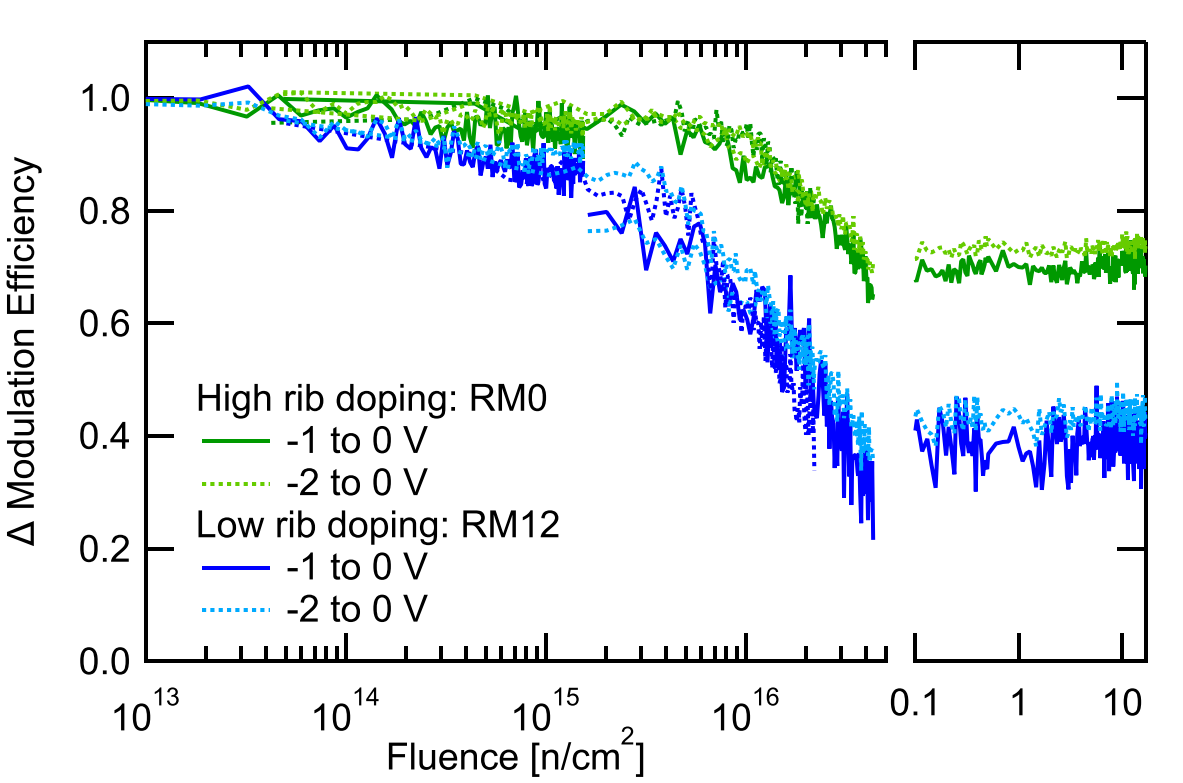 Δ Modulation Efficiency
1.0
0.8
0.6
0.4
0.2
0.0
High rib doping: RM0
-1 to 0 V
-2 to 0 V
Low rib doping: RM12
-1 to 0 V
-2 to 0 V
10^13 10^14 10^15 10^16 0.1 1 10
Fluence [n/cm^2]